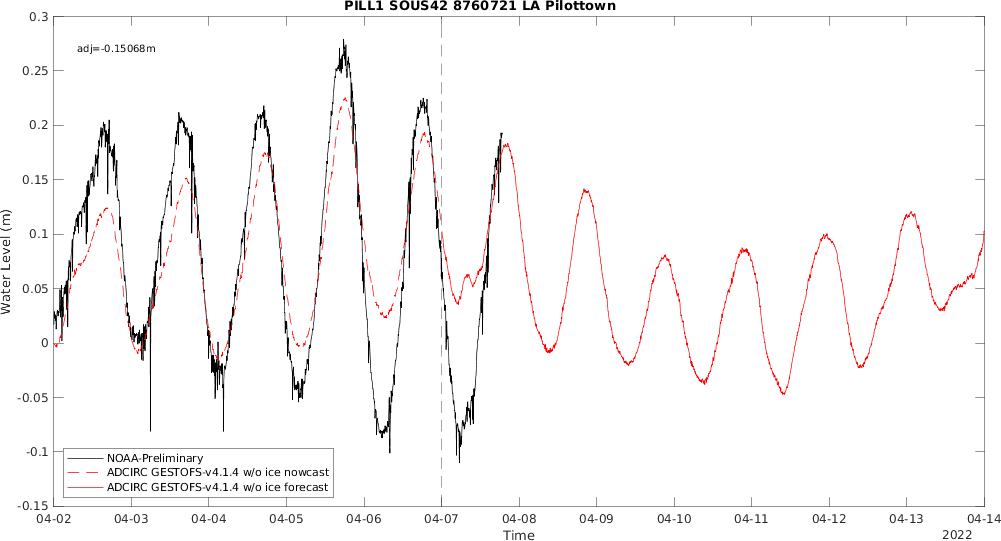 PILL1 SOUS42 8760721 LA Pilottown
adj=-0.15068m
0.3
0.25
0.2
0.15
0.1
0.05
0
-0.05
-0.1
-0.15
Water Level (m)
NOAA-Preliminary
ADCIRC GESTOFS-v4.1.4 w/o ice nowcast
ADCIRC GESTOFS-v4.1.4 w/o ice forecast
04-02 04-03 04-04 04-05 04-06 04-07 04-08 04-09 04-10 04-11 04-12 04-13 04-14
Time
2022